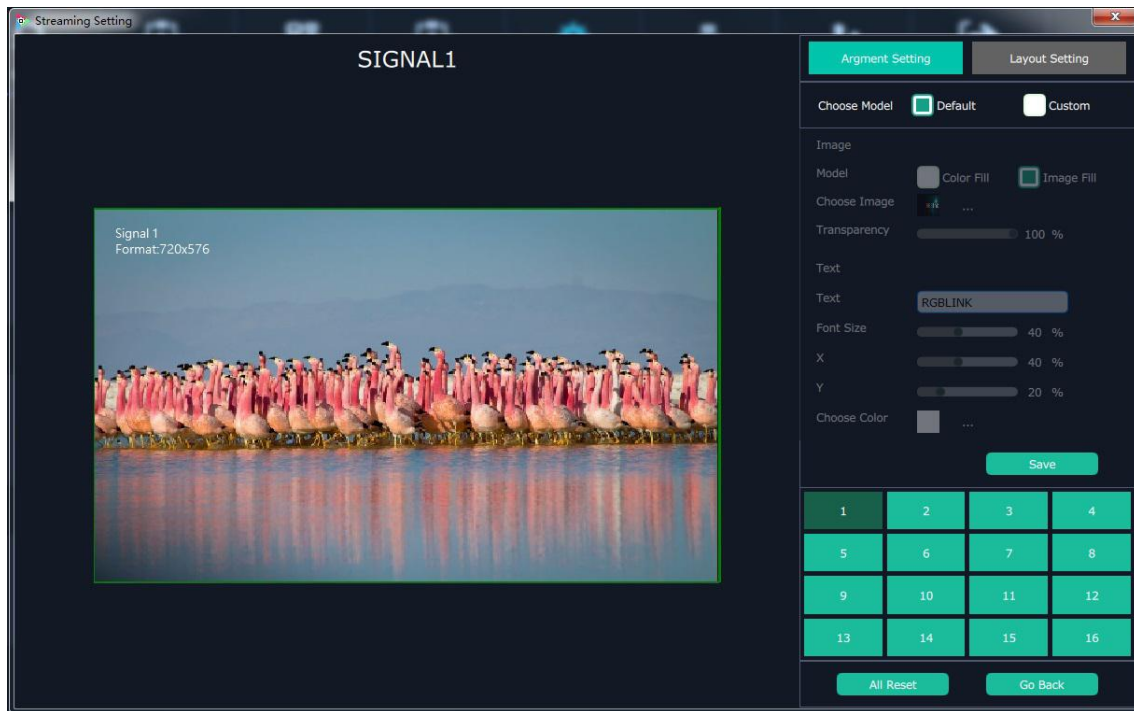 Streaming Setting
SIGNAL1
Signal 1
Format:720x576
Argment Setting
Layout Setting
Choose Model
Default
Custom
Image
Model
Color Fill
Image Fill
Choose Image
...
Transparency
100 %
Text
Text
RGBLINK
Font Size
40 %
X
40 %
Y
20 %
Choose Color
...
Save
1 2 3 4
5 6 7 8
9 10 11 12
13 14 15 16
All Reset
Go Back